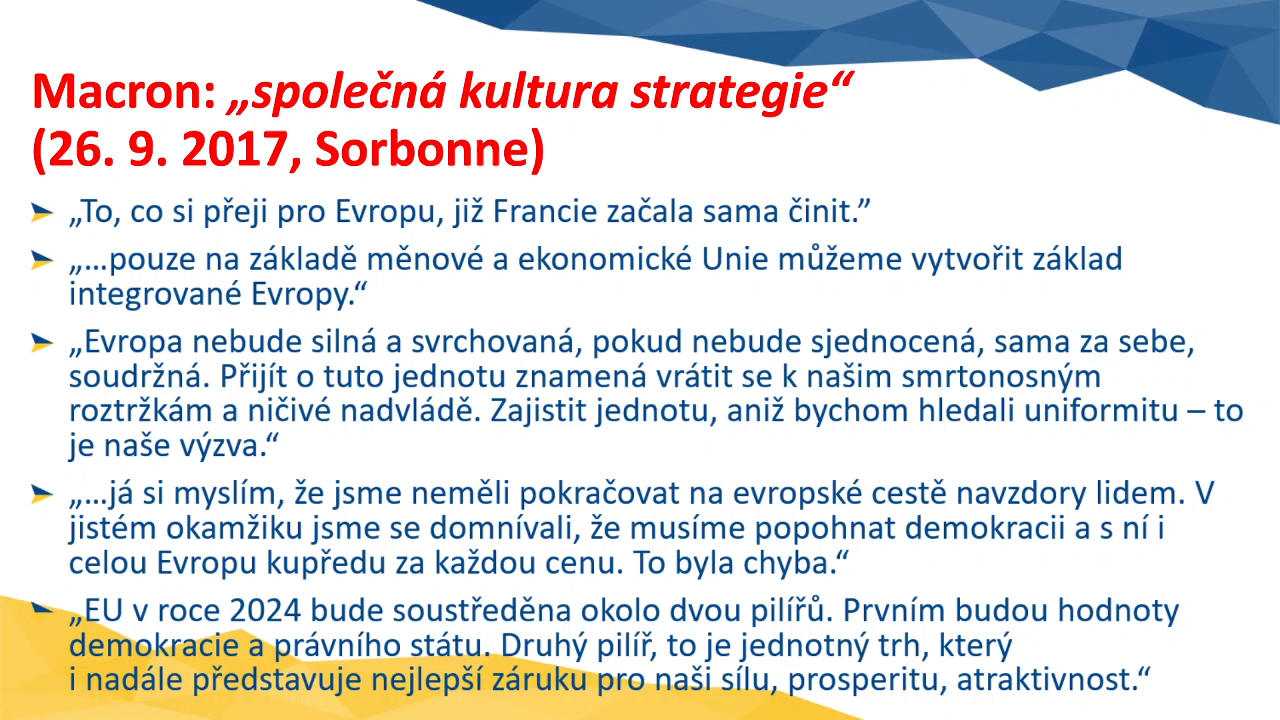 Macron: „společná kultura strategie“
(26. 9. 2017, Sorbonne)
„To, co si přeji pro Evropu, již Francie začala sama činit.”
„…pouze na základě měnové a ekonomické Unie můžeme vytvořit základ
integrované Evropy.“
„Evropa nebude silná a svrchovaná, pokud nebude sjednocená, sama za sebe,
soudržná. Přijít o tuto jednotu znamená vrátit se k našim smrtonosným
roztržkám a ničivé nadvládě. Zajistit jednotu, aniž bychom hledali uniformitu – to
je naše výzva.“
„…já si myslím, že jsme neměli pokračovat na evropské cestě navzdory lidem. V
jistém okamžiku jsme se domnívali, že musíme popohnat demokracii a s ní i
celou Evropu kupředu za každou cenu. To byla chyba.“
„EU v roce 2024 bude soustředěna okolo dvou pilířů. Prvním budou hodnoty
demokracie a právního státu. Druhý pilíř, to je jednotný trh, který
i nadále představuje nejlepší záruku pro naši sílu, prosperitu, atraktivnost.“